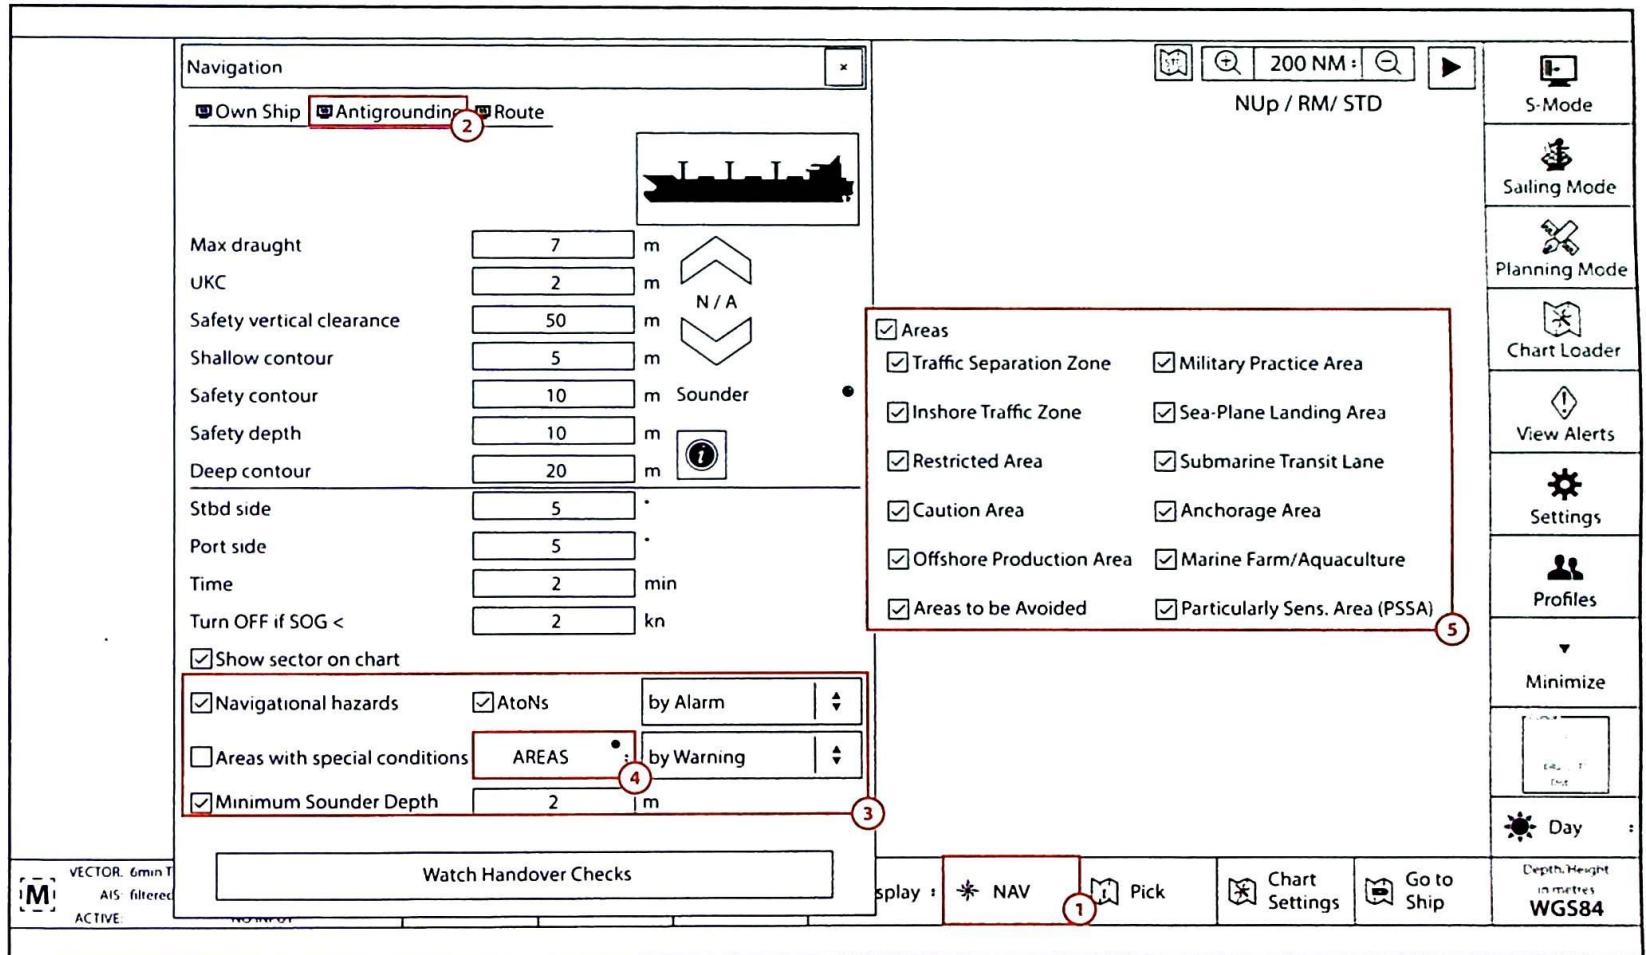 Navigation
×
Own Ship
Antigrounding
Route
2
Max draught 7 m
UKC 2 m
N / A
Safety vertical clearance 50 m
Shallow contour 5 m
Safety contour 10 m
Sounder
Safety depth 10 m
i
Deep contour 20 m
Stbd side 5 °
Port side 5 °
Time 2 min
Turn OFF if SOG < 2 kn
Show sector on chart
Navigational hazards AtoNs by Alarm
Areas with special conditions AREAS by Warning
4
Minimum Sounder Depth 2 m
3
Watch Handover Checks
200 NM
NUp / RM/ STD
Areas
Traffic Separation Zone Military Practice Area
Inshore Traffic Zone Sea-Plane Landing Area
Restricted Area Submarine Transit Lane
Caution Area Anchorage Area
Offshore Production Area Marine Farm/Aquaculture
Areas to be Avoided Particularly Sens. Area (PSSA)
5
S-Mode
Sailing Mode
Planning Mode
Chart Loader
View Alerts
Settings
Profiles
Minimize
Day
Depth/Height
in metres
WGS84
[M]
VECTOR: 6min T
AIS: filtered
ACTIVE: NO INPUT
splay :
NAV
1
Pick
Chart
Settings
Go to
Ship